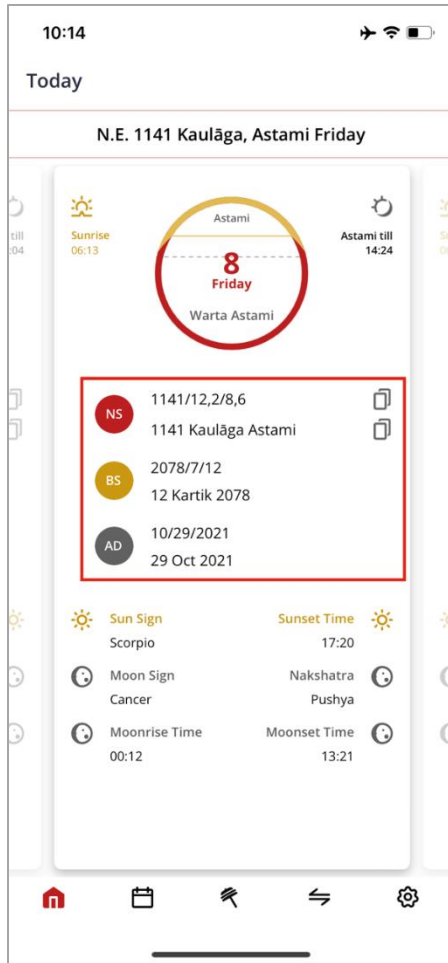 10:14
Today
N.E. 1141 Kaulāga, Astami Friday
till
:04
Sunrise
06:13
Astami
8
Friday
Warta Astami
Astami till
14:24
NS
1141/12,2/8,6
1141 Kaulāga Astami
BS
2078/7/12
12 Kartik 2078
AD
10/29/2021
29 Oct 2021
Sun Sign
Scorpio
Sunset Time
17:20
Moon Sign
Cancer
Nakshatra
Pushya
Moonrise Time
00:12
Moonset Time
13:21